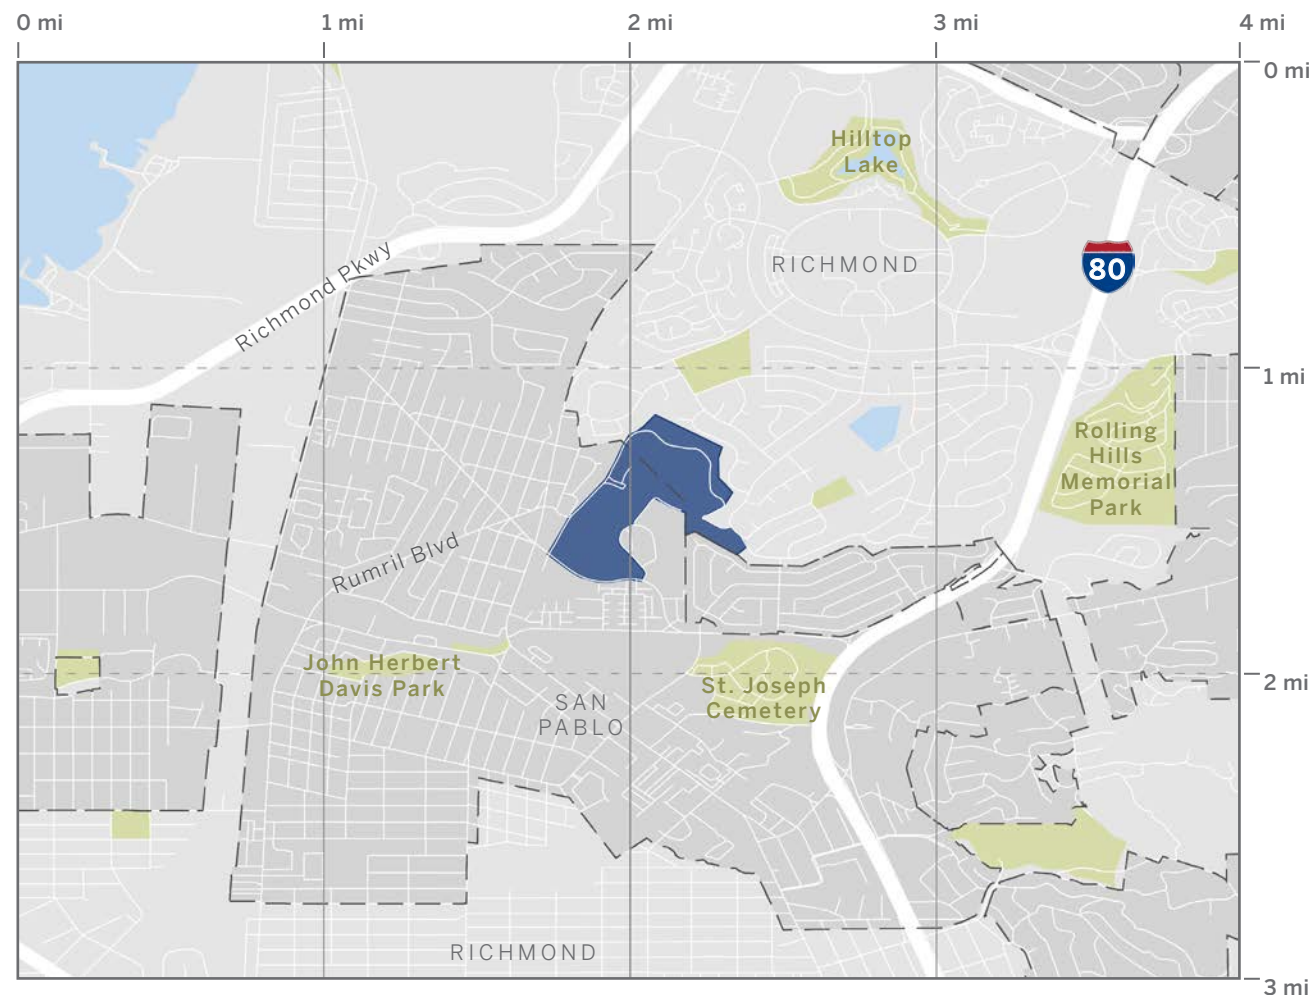 0 mi
1 mi
2 mi
3 mi
4 mi
0 mi
Hilltop
Lake
Richmond Pkwy
RICHMOND
80
1 mi
Rolling
Hills
Memorial
Park
Rumril Blvd
John Herbert
Davis Park
St. Joseph
Cemetery
2 mi
SAN
PABLO
RICHMOND
3 mi